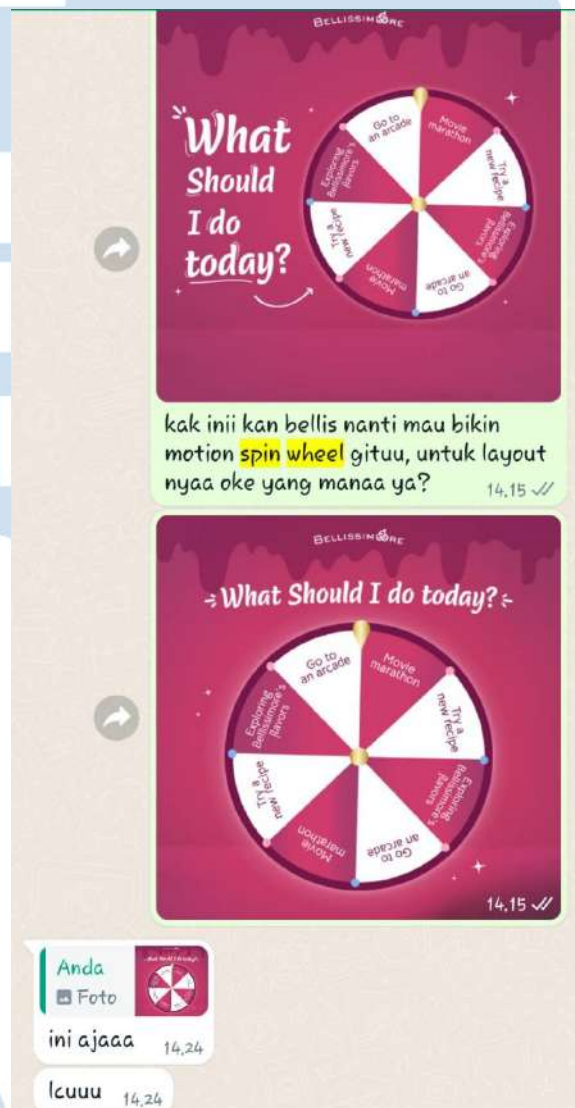 BELLISSIMORE
What
Should
I do
today?
Go to
an arcade
Movie
marathon
Try a
new recipe
Exploring
Bellissimore's
flavors
Go to
an arcade
Movie
marathon
Try a
new recipe
Exploring
Bellissimore's
flavors
kak inii kan bellis nanti mau bikin
motion spin wheel gituu, untuk layout
nyaa oke yang manaa ya?
14.15
BELLISSIMORE
What Should I do today?
Go to
an arcade
Movie
marathon
Try a
new recipe
Exploring
Bellissimore's
flavors
Go to
an arcade
Movie
marathon
Try a
new recipe
Exploring
Bellissimore's
flavors
14.15
Anda
Foto
ini ajaaa
14.24
lcuuu
14.24